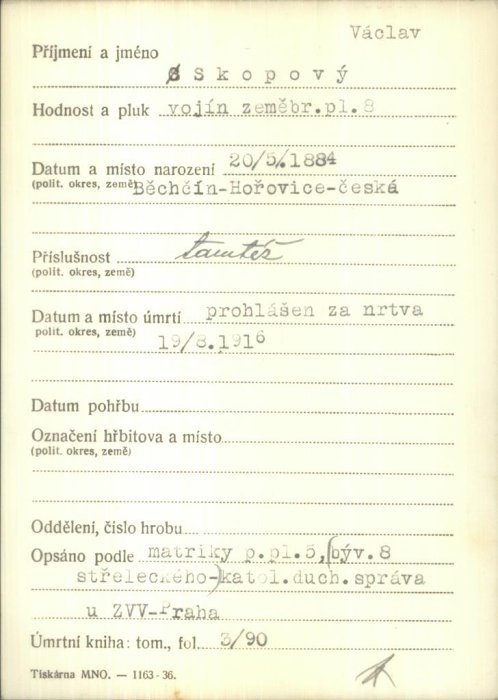 Václav
Příjmení a jméno
Skopový
Hodnost a pluk vojín zeměbr.pl.8
Datum a místo narození 20/5/.1884
(polit. okres, země) Běchčín-Hořovice-česká
Příslušnost tamtéž
(polit. okres, země)
Datum a místo úmrtí prohlášen za nrtva
polit. okres, země) 19/8.1916
Datum pohřbu
Označení hřbitova a místo
(polit. okres, země)
Oddělení, číslo hrobu
Opsáno podle matriky p.pl.5,(býv.8
střeleckého-)katol.duch.správa
u ZVV-Praha
Úmrtní kniha: tom., fol. 3/90
Tiskárna MNO. — 1163-36.